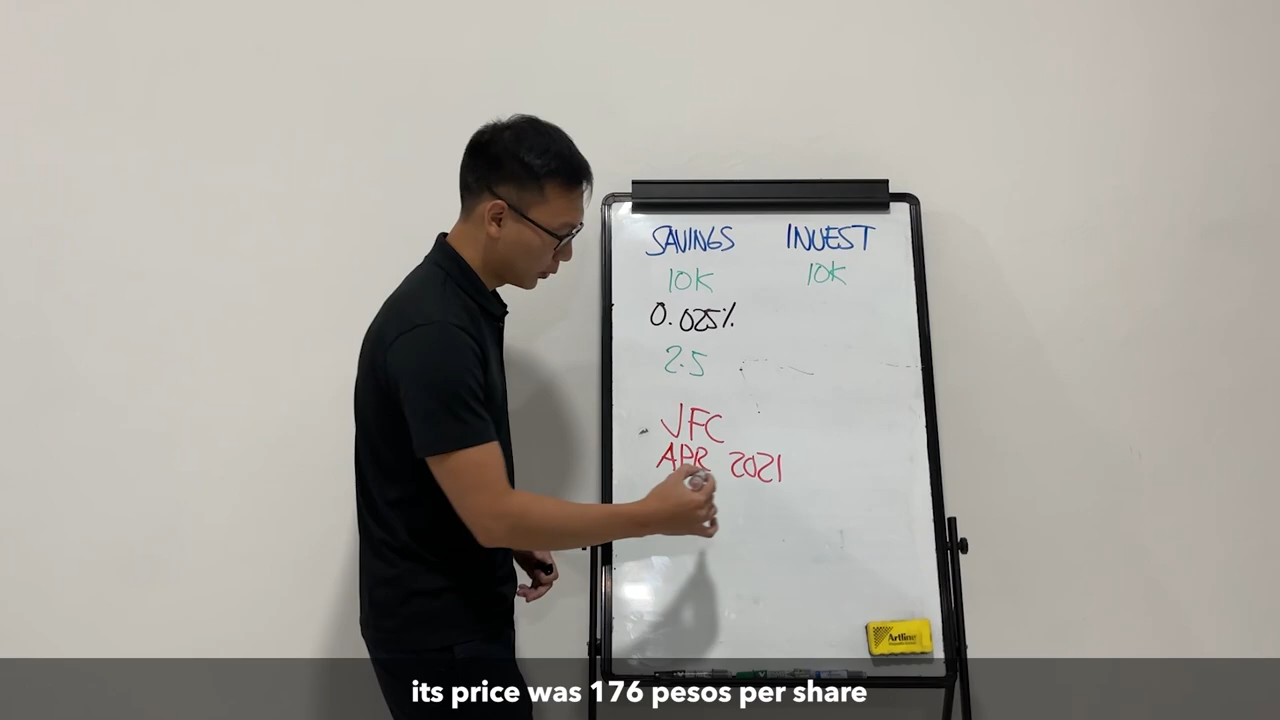 SAVINGS INVEST
10K 10K
0.025%
2.5
JFC
APR 2021
Artline
its price was 176 pesos per share